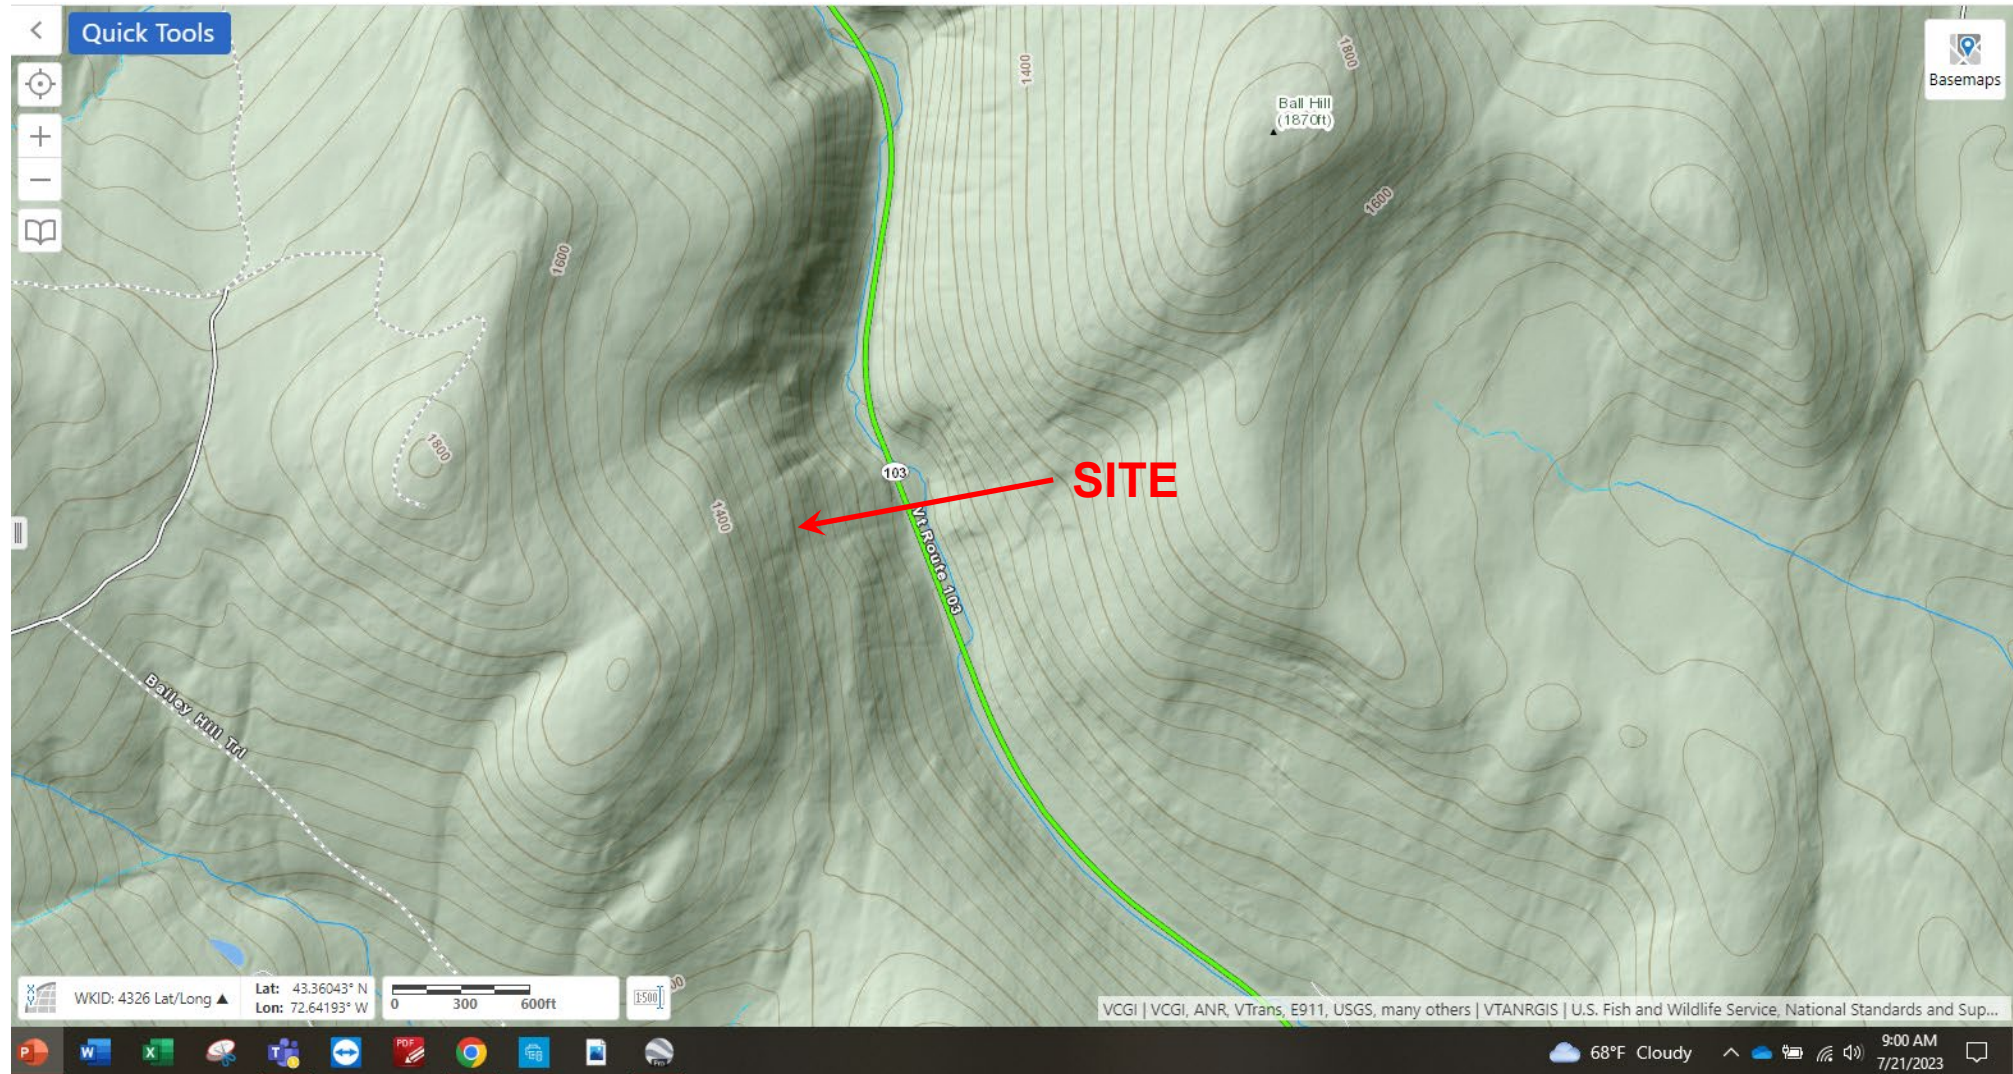 Quick Tools
Basemaps
1400
1800
Ball Hill
(1870ft)
1600
1600
1800
103
SITE
1400
Vt Route 103
Bailey Hill Trl
WKID: 4326 Lat/Long ▲
Lat: 43.36043° N
Lon: 72.64193° W
0 300 600ft
1:500
VCGI | VCGI, ANR, VTrans, E911, USGS, many others | VTANRGIS | U.S. Fish and Wildlife Service, National Standards and Sup...
68°F Cloudy
9:00 AM
7/21/2023